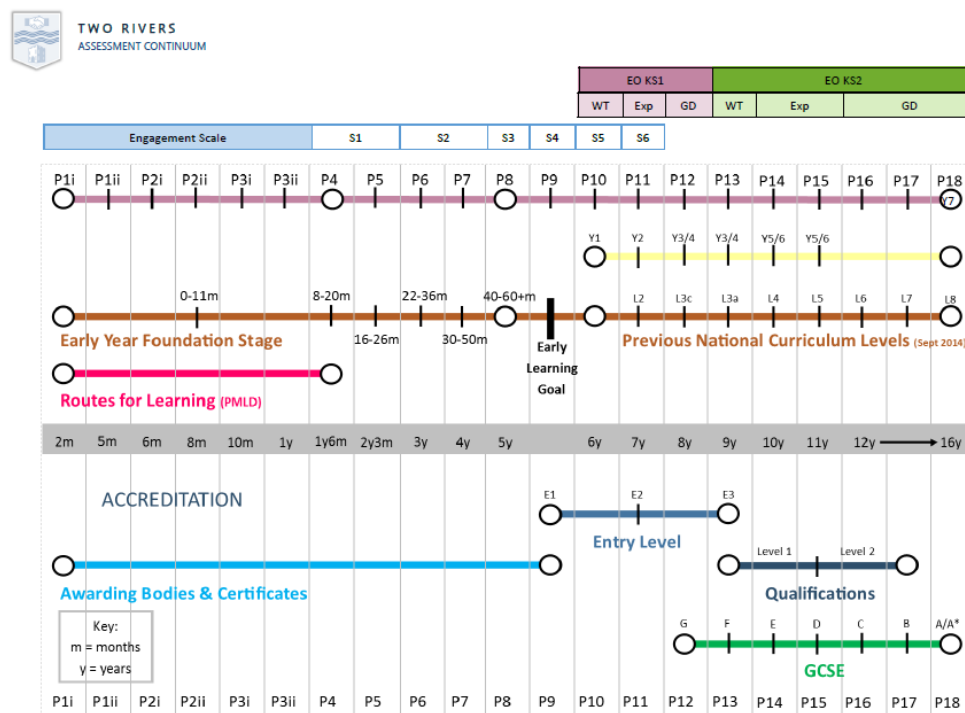 TWO RIVERS
ASSESSMENT CONTINUUM
EO KS1 EO KS2
WT Exp GD WT Exp GD
Engagement Scale S1 S2 S3 S4 S5 S6
P1i P1ii P2i P2ii P3i P3ii P4 P5 P6 P7 P8 P9 P10 P11 P12 P13 P14 P15 P16 P17 P18
Y7
Y1 Y2 Y3/4 Y3/4 Y5/6 Y5/6
0-11m 8-20m 22-36m 40-60+m L2 L3c L3a L4 L5 L6 L7 L8
16-26m 30-50m
Early Year Foundation Stage Previous National Curriculum Levels (Sept 2014)
Early
Learning
Goal
Routes for Learning (PMLD)
2m 5m 6m 8m 10m 1y 1y6m 2y3m 3y 4y 5y 6y 7y 8y 9y 10y 11y 12y 16y
ACCREDITATION
E1 E2 E3
Entry Level
Level 1 Level 2
Awarding Bodies & Certificates Qualifications
Key:
m = months
y = years
G F E D C B A/A*
GCSE
P1i P1ii P2i P2ii P3i P3ii P4 P5 P6 P7 P8 P9 P10 P11 P12 P13 P14 P15 P16 P17 P18